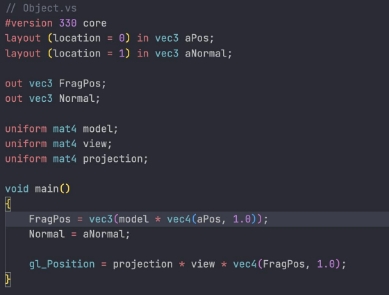 // Object.vs
#version 330 core
layout (location = 0) in vec3 aPos;
layout (location = 1) in vec3 aNormal;
out vec3 FragPos;
out vec3 Normal;
uniform mat4 model;
uniform mat4 view;
uniform mat4 projection;
void main()
{
FragPos = vec3(model * vec4(aPos, 1.0));
Normal = aNormal;
gl_Position = projection * view * vec4(FragPos, 1.0);
}